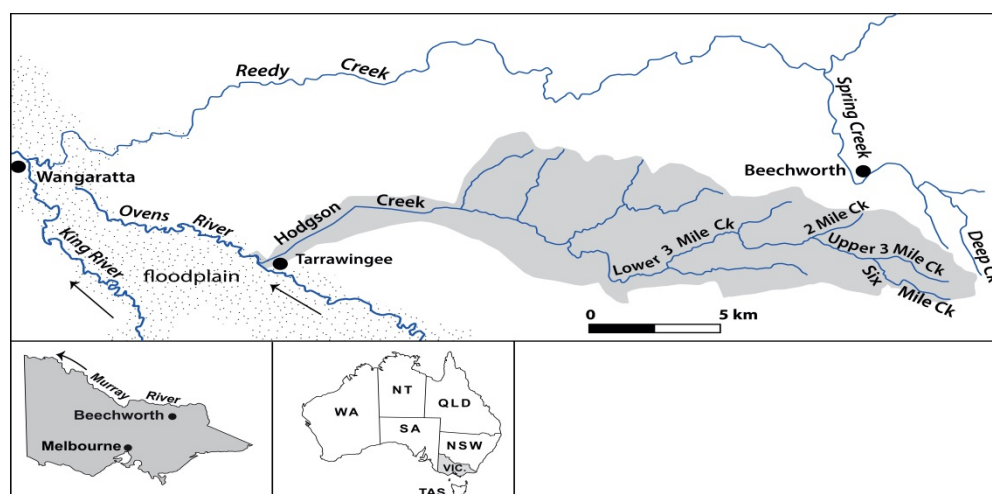 Reedy Creek
Spring Creek
Beechworth
Wangaratta
Ovens River
Hodgson Creek
2 Mile Ck
Lower 3 Mile Ck
Upper 3 Mile Ck
Deep Ck
King River
floodplain
Tarrawingee
Six Mile Ck
0 5 km
Murray River
Beechworth
Melbourne
NT
WA
QLD
SA
NSW
VIC.
TAS